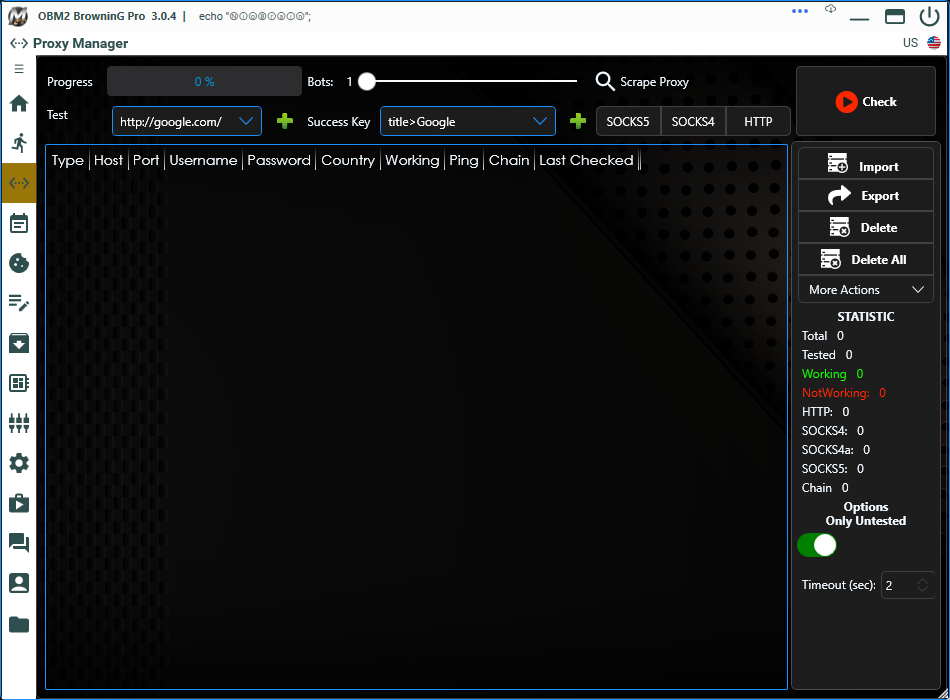 OBM2 BrowninG Pro 3.0.4 | echo "ⓃⒾⒼⒷⓇⒶⒾⓃ";
Proxy Manager
US
Progress 0 % Bots: 1 Scrape Proxy
Test http://google.com/ Success Key title>Google SOCKS5 SOCKS4 HTTP
Check
Type Host Port Username Password Country Working Ping Chain Last Checked
Import
Export
Delete
Delete All
More Actions
STATISTIC
Total 0
Tested 0
Working 0
NotWorking: 0
HTTP: 0
SOCKS4: 0
SOCKS4a: 0
SOCKS5: 0
Chain 0
Options
Only Untested
Timeout (sec): 2